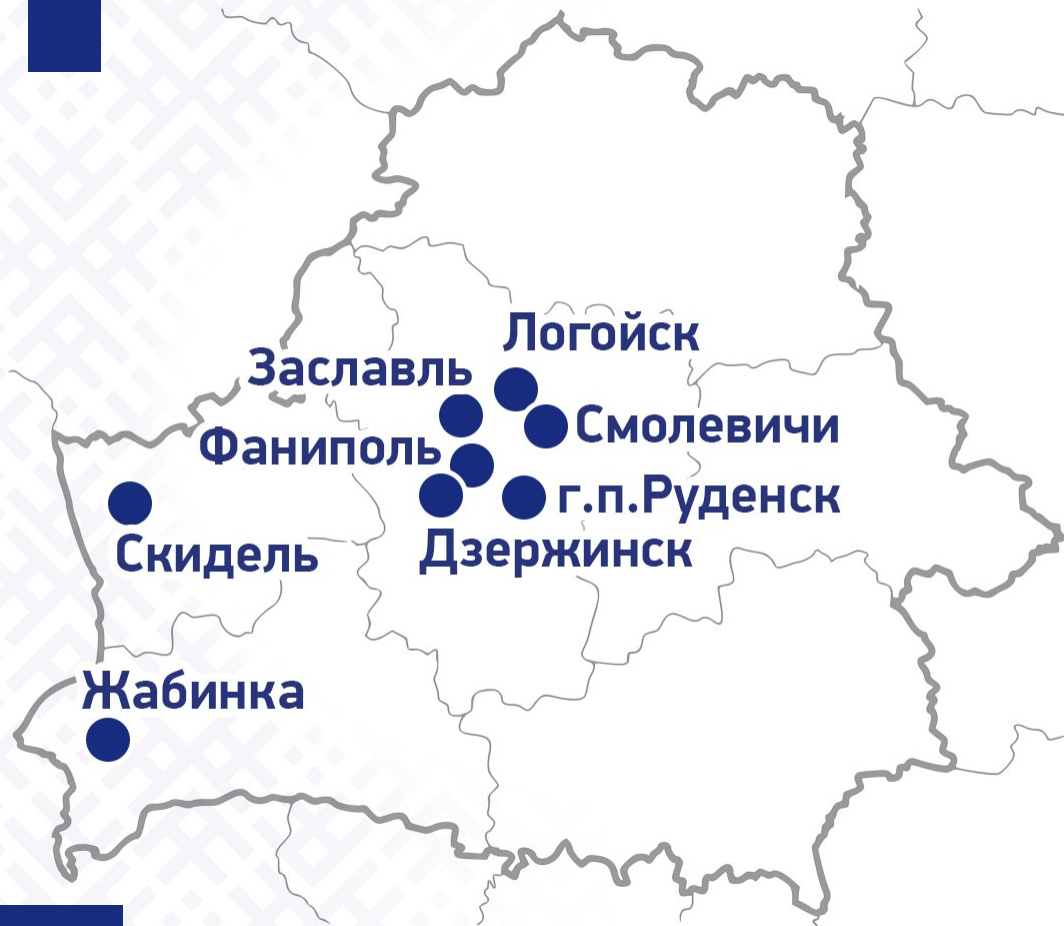 Логойск
Заславль
Смолевичи
Фаниполь
г.п.Руденск
Скидель
Дзержинск
Жабинка